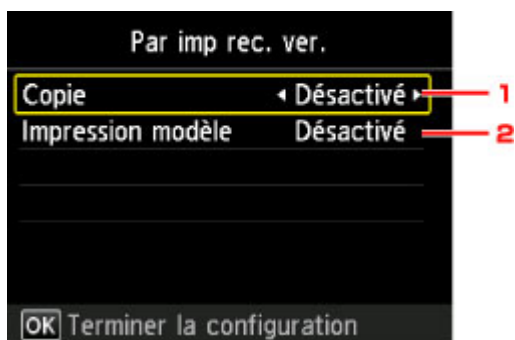 Par imp rec. ver.
Copie Désactivé 1
Impression modèle Désactivé 2
OK Terminer la configuration